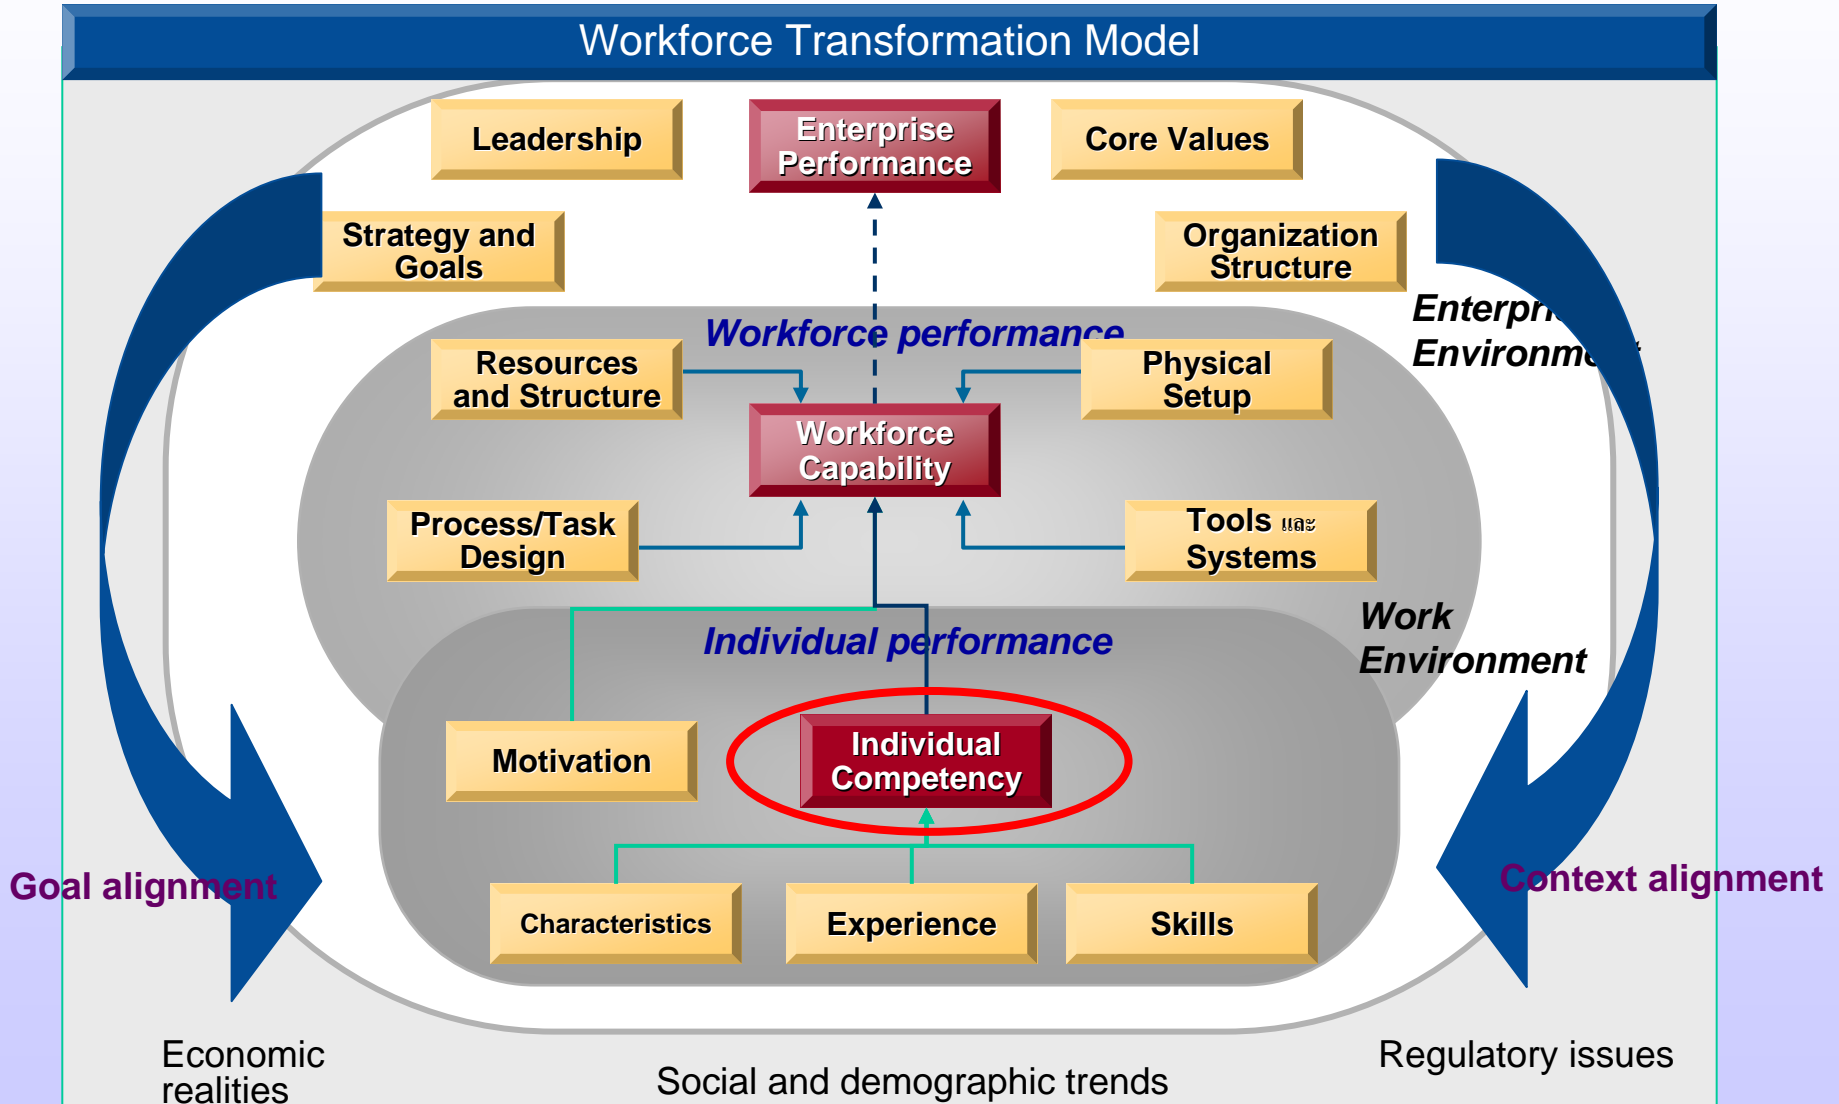 Workforce Transformation Model
Leadership
Enterprise
Performance
Core Values
Strategy and
Goals
Organization
Structure
Enterprise
Environment
Workforce performance
Resources
and Structure
Physical
Setup
Workforce
Capability
Process/Task
Design
Tools และ
Systems
Work
Environment
Individual performance
Motivation
Individual
Competency
Goal alignment
Context alignment
Characteristics
Experience
Skills
Economic
realities
Social and demographic trends
Regulatory issues